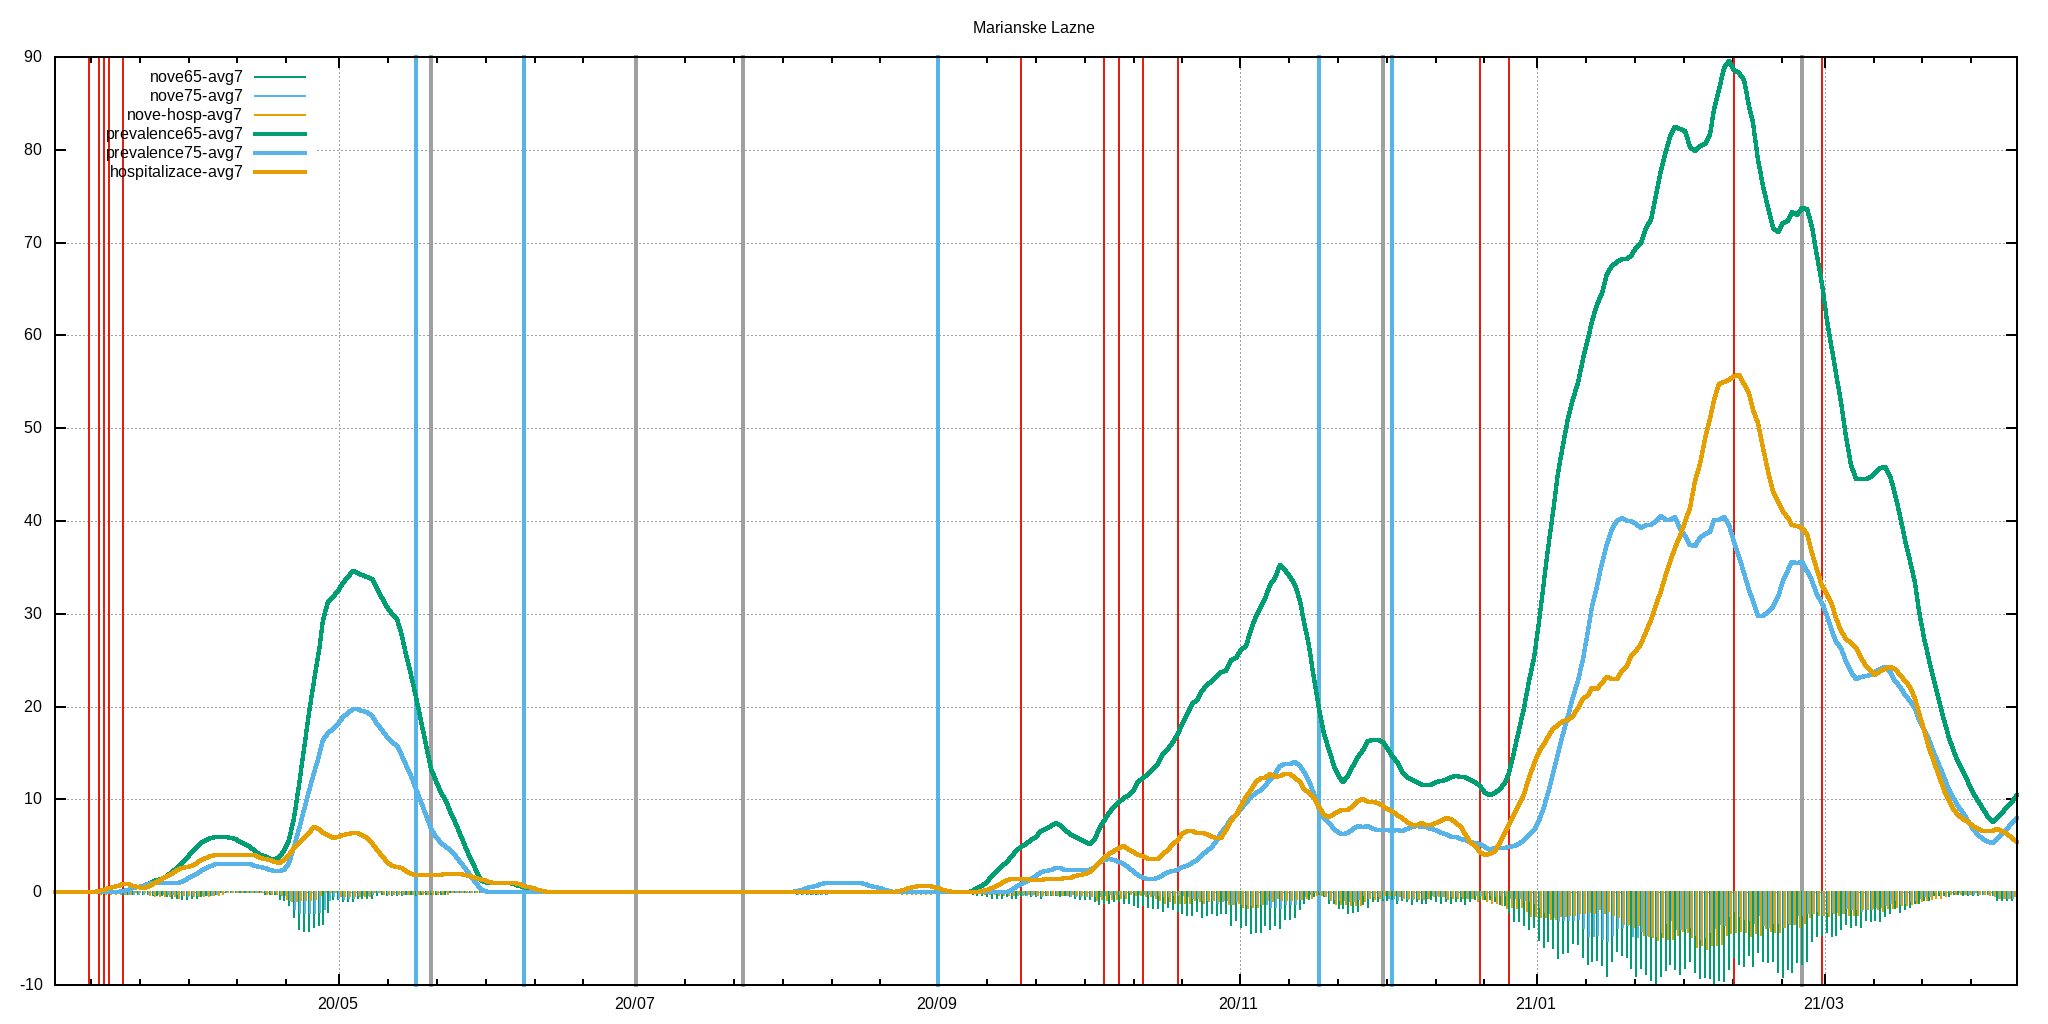 Marianske Lazne
90
80
70
60
50
40
30
20
10
0
-10
nove65-avg7
nove75-avg7
nove-hosp-avg7
prevalence65-avg7
prevalence75-avg7
hospitalizace-avg7
20/05
20/07
20/09
20/11
21/01
21/03